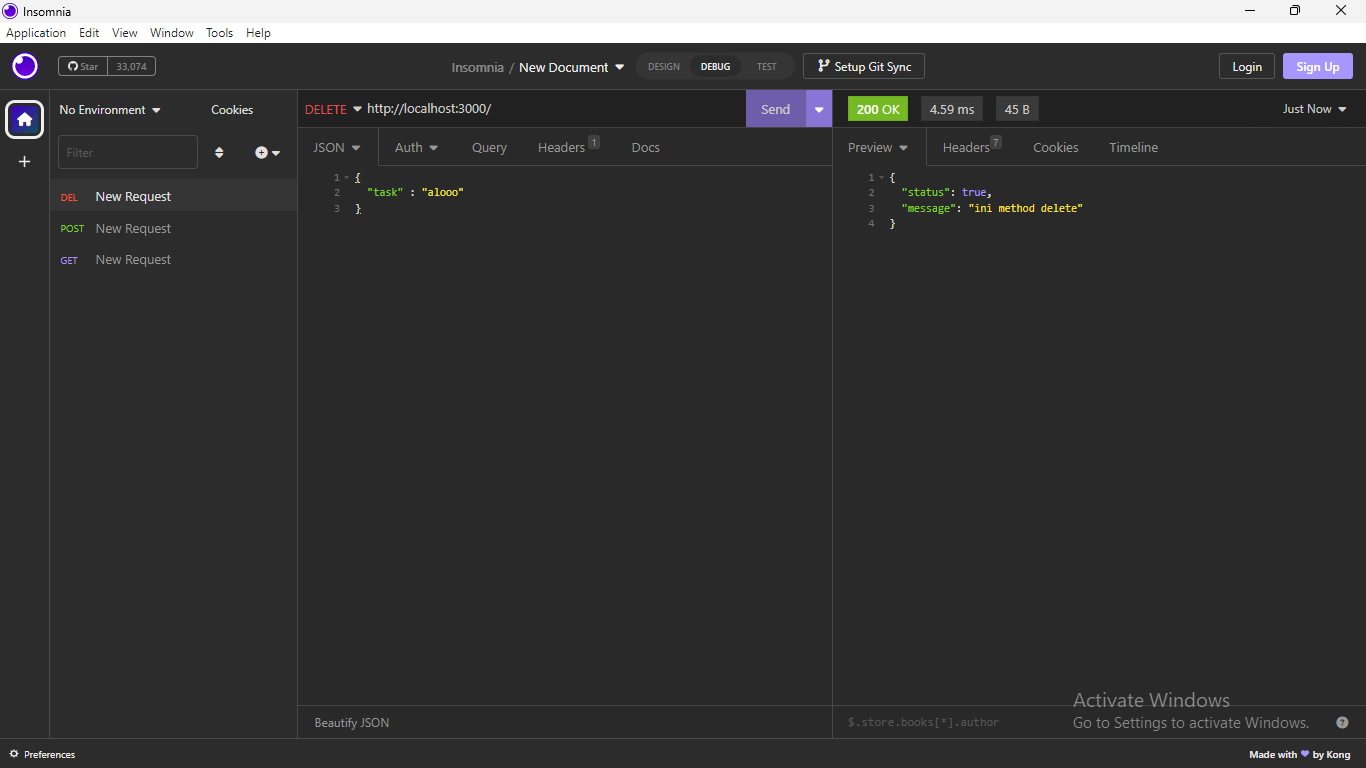 Insomnia
Application Edit View Window Tools Help
Star 33,074
Insomnia / New Document
DESIGN DEBUG TEST
Setup Git Sync
Login
Sign Up
No Environment
Cookies
Filter
DEL New Request
POST New Request
GET New Request
DELETE http://localhost:3000/
Send
JSON Auth Query Headers 1 Docs
1 {
2 "task" : "alooo"
3 }
Beautify JSON
200 OK 4.59 ms 45 B
Just Now
Preview Headers 7 Cookies Timeline
1 {
2 "status": true,
3 "message": "ini method delete"
4 }
$.store.books[*].author
Activate Windows
Go to Settings to activate Windows.
Preferences
Made with ♥ by Kong